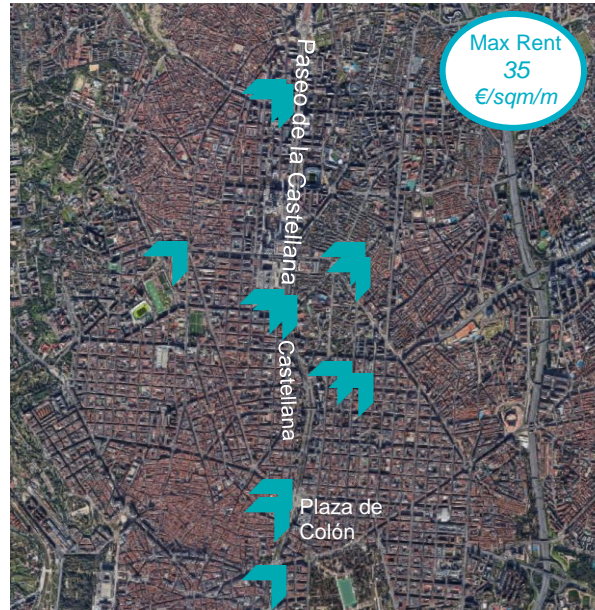 Max Rent
35
€/sqm/m
Paseo de la Castellana
Castellana
Plaza de
Colón